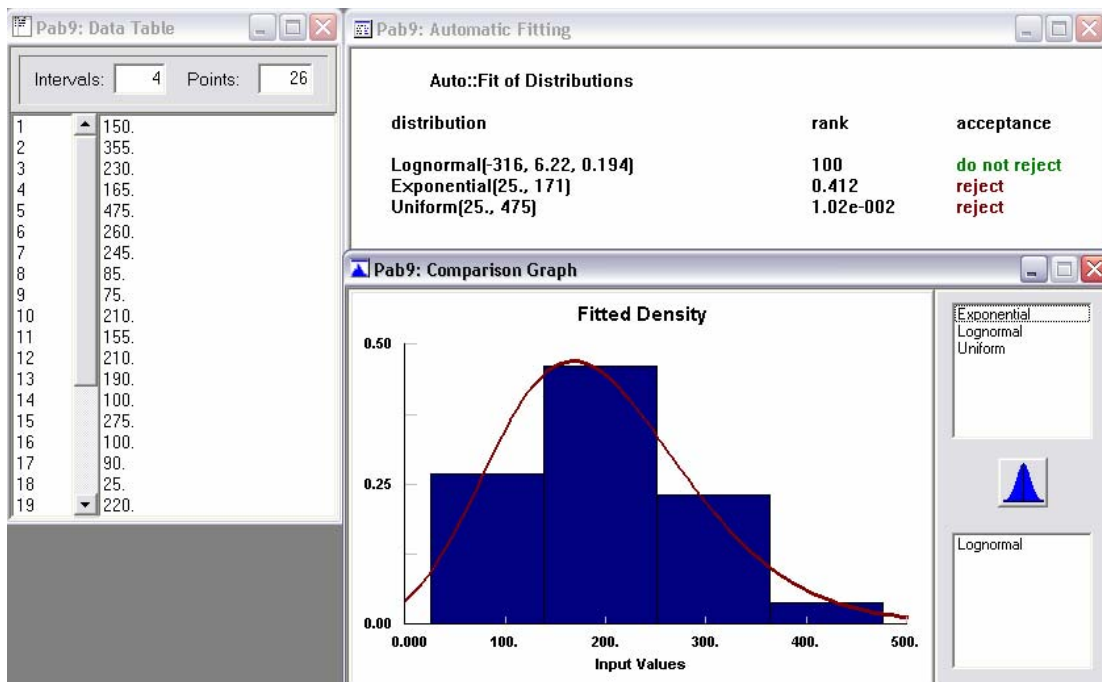 Pab9: Data Table
Intervals: 4 Points: 26
1 150.
2 355.
3 230.
4 165.
5 475.
6 260.
7 245.
8 85.
9 75.
10 210.
11 155.
12 210.
13 190.
14 100.
15 275.
16 100.
17 90.
18 25.
19 220.
Pab9: Automatic Fitting
Auto::Fit of Distributions
distribution rank acceptance
Lognormal(-316, 6.22, 0.194) 100 do not reject
Exponential(25., 171) 0.412 reject
Uniform(25., 475) 1.02e-002 reject
Pab9: Comparison Graph
Fitted Density
0.50
0.25
0.00
0.000 100. 200. 300. 400. 500.
Input Values
Exponential
Lognormal
Uniform
Lognormal